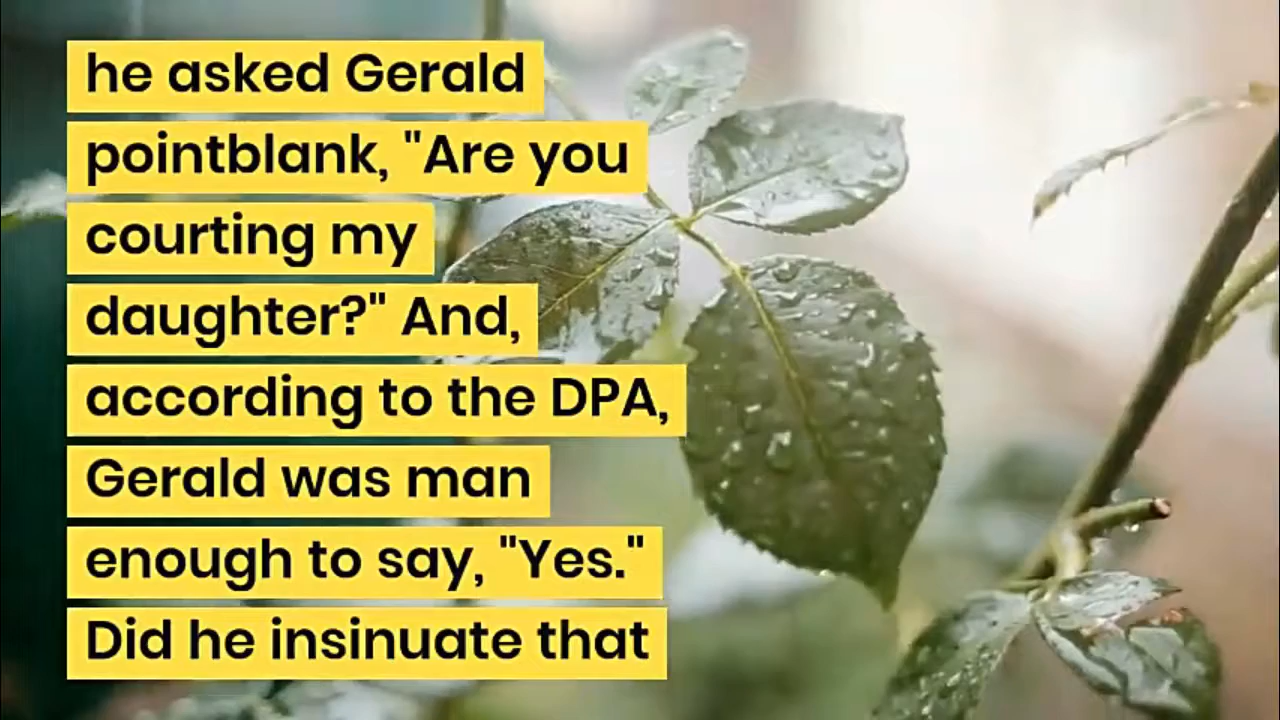 he asked Gerald
pointblank, "Are you
courting my
daughter?" And,
according to the DPA,
Gerald was man
enough to say, "Yes."
Did he insinuate that